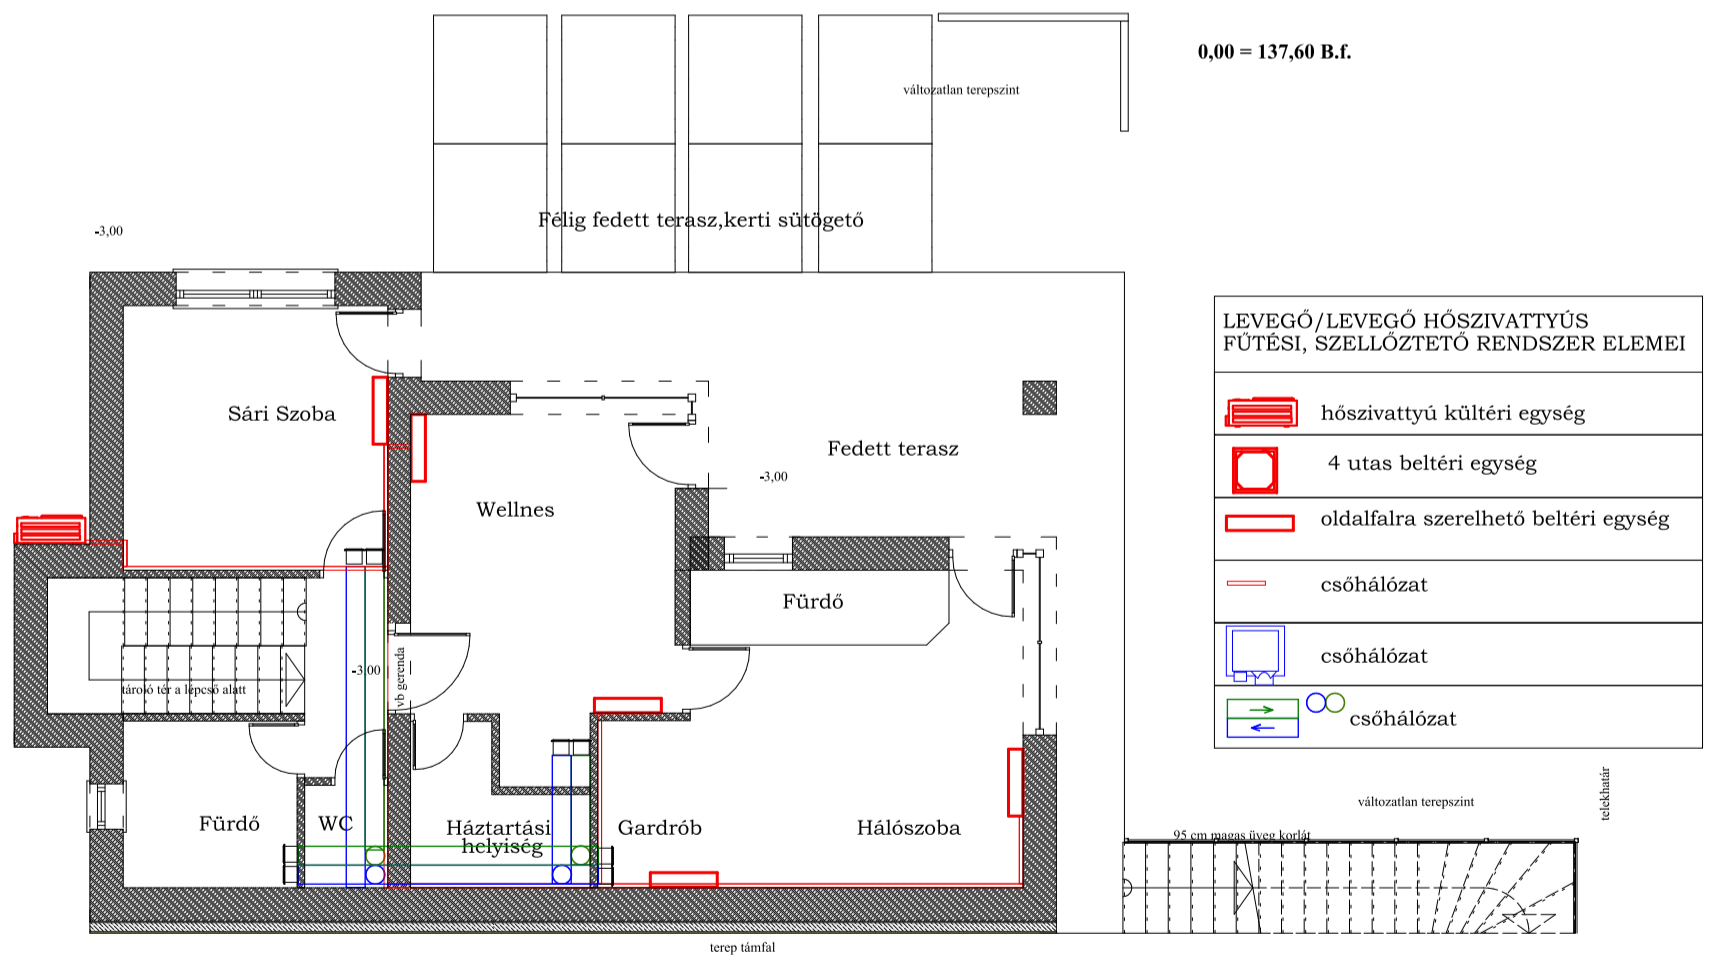 0,00 = 137,60 B.f.
változatlan terepszint
Félig fedett terasz,kerti sütögető
-3,00
LEVEGŐ/LEVEGŐ HŐSZIVATTYÚS
FŰTÉSI, SZELLŐZTETŐ RENDSZER ELEMEI
hőszivattyú kültéri egység
4 utas beltéri egység
oldalfalra szerelhető beltéri egység
csőhálózat
csőhálózat
csőhálózat
Sári Szoba
Fedett terasz
-3,00
Wellnes
Fürdő
-3,00
vb gerenda
tároló tér a lépcső alatt
Fürdő
WC
Háztartási
helyiség
Gardrób
Hálószoba
telekhatár
változatlan terepszint
95 cm magas üveg korlát
terep támfal